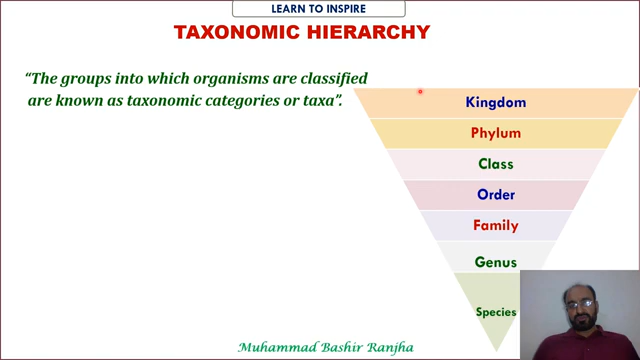 LEARN TO INSPIRE
TAXONOMIC HIERARCHY
“The groups into which organisms are classified
are known as taxonomic categories or taxa”.
Kingdom
Phylum
Class
Order
Family
Genus
Species
Muhammad Bashir Ranjha